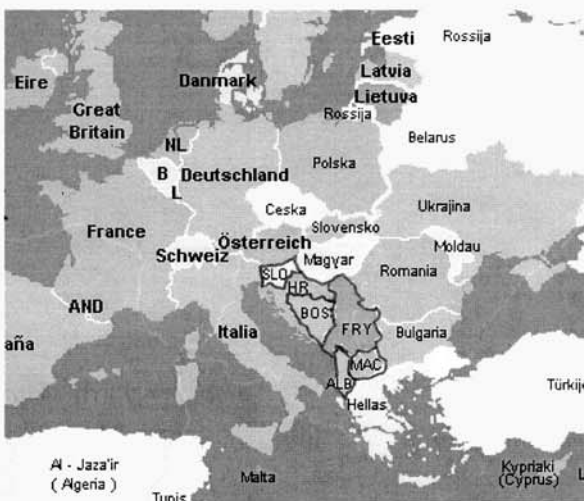 Eesti
Rossija
Eire
Danmark
Latvia
Great
Britain
Lietuva
Rossija
NL
Belarus
B
Deutschland
Polska
L
Ceska
Ukrajina
France
Österreich
Slovensko
Schweiz
Magyar
Moldau
SLO
HR
Romania
AND
BOS
FRY
aña
Italia
Bulgaria
MAC
ALB
Türkije
Hellas
Al - Jaza'ir
( Algeria )
Malta
Kypriaki
(Cyprus)
L
Tunis